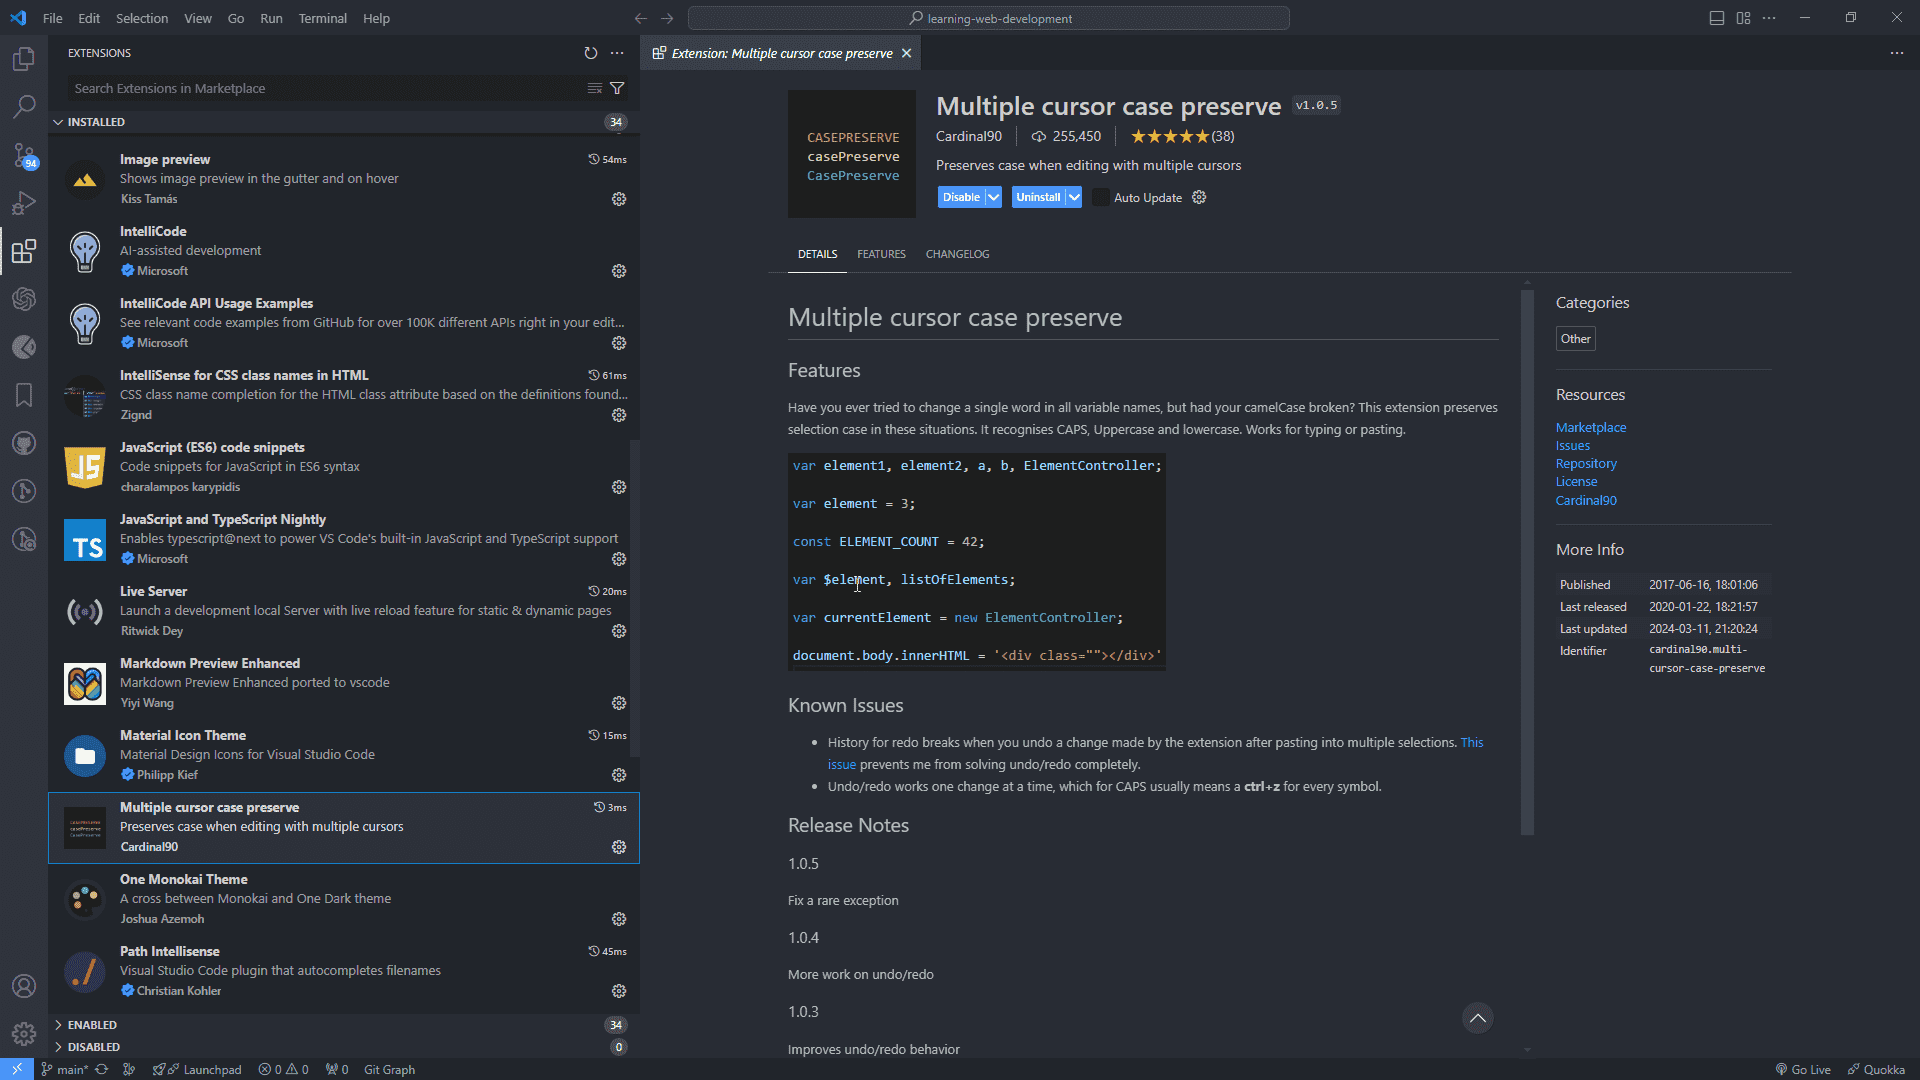 File Edit Selection View Go Run Terminal Help
learning-web-development
EXTENSIONS
Search Extensions in Marketplace
INSTALLED 34
94
Image preview 54ms
Shows image preview in the gutter and on hover
Kiss Tamás
IntelliCode
AI-assisted development
Microsoft
IntelliCode API Usage Examples
See relevant code examples from GitHub for over 100K different APIs right in your edit...
Microsoft
IntelliSense for CSS class names in HTML 61ms
CSS class name completion for the HTML class attribute based on the definitions found...
Zignd
JS
JavaScript (ES6) code snippets
Code snippets for JavaScript in ES6 syntax
charalampos karypidis
TS
JavaScript and TypeScript Nightly
Enables typescript@next to power VS Code's built-in JavaScript and TypeScript support
Microsoft
Live Server 20ms
Launch a development local Server with live reload feature for static & dynamic pages
Ritwick Dey
Markdown Preview Enhanced
Markdown Preview Enhanced ported to vscode
Yiyi Wang
Material Icon Theme 15ms
Material Design Icons for Visual Studio Code
Philipp Kief
Multiple cursor case preserve 3ms
Preserves case when editing with multiple cursors
Cardinal90
One Monokai Theme
A cross between Monokai and One Dark theme
Joshua Azemoh
Path Intellisense 45ms
Visual Studio Code plugin that autocompletes filenames
Christian Kohler
ENABLED 34
DISABLED 0
Extension: Multiple cursor case preserve
CASEPRESERVE
casePreserve
CasePreserve
Multiple cursor case preserve v1.0.5
Cardinal90 255,450 (38)
Preserves case when editing with multiple cursors
Disable Uninstall Auto Update
DETAILS FEATURES CHANGELOG
Multiple cursor case preserve
Features
Have you ever tried to change a single word in all variable names, but had your camelCase broken? This extension preserves
selection case in these situations. It recognises CAPS, Uppercase and lowercase. Works for typing or pasting.
var element1, element2, a, b, ElementController;
var element = 3;
const ELEMENT_COUNT = 42;
var $element, listOfElements;
var currentElement = new ElementController;
document.body.innerHTML = '<div class=""></div>'
Known Issues
History for redo breaks when you undo a change made by the extension after pasting into multiple selections. This
issue prevents me from solving undo/redo completely.
Undo/redo works one change at a time, which for CAPS usually means a ctrl+z for every symbol.
Release Notes
1.0.5
Fix a rare exception
1.0.4
More work on undo/redo
1.0.3
Improves undo/redo behavior
Categories
Other
Resources
Marketplace
Issues
Repository
License
Cardinal90
More Info
Published 2017-06-16, 18:01:06
Last released 2020-01-22, 18:21:57
Last updated 2024-03-11, 21:20:24
Identifier cardinal90.multi-
cursor-case-preserve
main* Launchpad 0 0 0 Git Graph Go Live Quokka